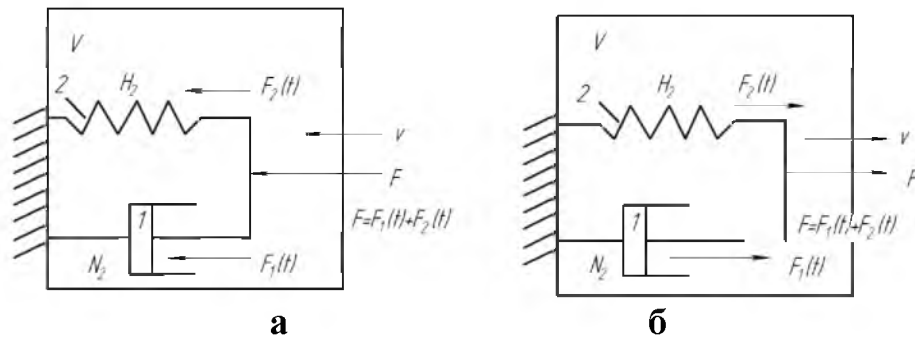 V
2
H₂
F₂(t)
v
F
1
F=F₁(t)+F₂(t)
N₂
F₁(t)
а
V
2
H₂
F₂(t)
v
F
1
F=F₁(t)+F₂(t)
N₂
F₁(t)
б